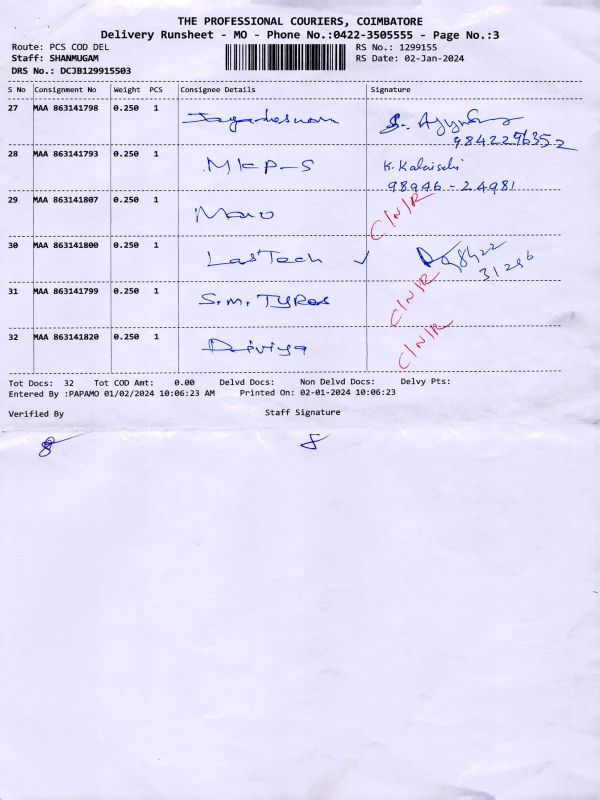 THE PROFESSIONAL COURIERS, COIMBATORE
Delivery Runsheet - MO - Phone No.:0422-3505555 - Page No.:3
Route: PCS COD DEL RS No.: 1299155
Staff: SHANMUGAM RS Date: 02-Jan-2024
DRS No.: DCJB129915503
S No Consignment No Weight PCS Consignee Details Signature
27 MAA 863141798 0.250 1 Jagadeswari
9842296352
28 MAA 863141793 0.250 1 MKP-S K. Kalaiselvi
98946-24981
29 MAA 863141807 0.250 1 C/N/R
30 MAA 863141800 0.250 1 LasTech
31296
31 MAA 863141799 0.250 1 S.M. TYRes C/N/R
32 MAA 863141820 0.250 1 Diviya C/N/R
Tot Docs: 32 Tot COD Amt: 0.00 Delvd Docs: Non Delvd Docs: Delvy Pts:
Entered By :PAPAMO 01/02/2024 10:06:23 AM Printed On: 02-01-2024 10:06:23
Verified By Staff Signature